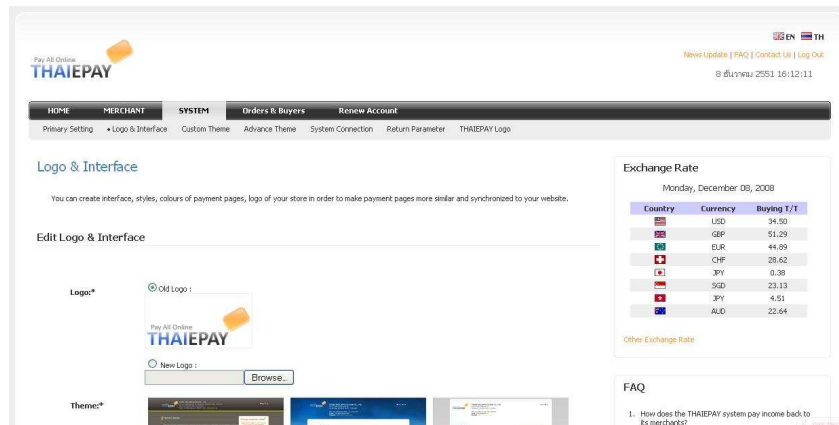 EN TH
News Update | FAQ | Contact Us | Log Out
8 ธันวาคม 2551 16:12:11
Pay All Online
THAIEPAY
HOME MERCHANT SYSTEM Orders & Buyers Renew Account
Primary Setting • Logo & Interface Custom Theme Advance Theme System Connection Return Parameter THAIEPAY Logo
Logo & Interface
You can create interface, styles, colours of payment pages, logo of your store in order to make payment pages more similar and synchronized to your website.
Edit Logo & Interface
Logo:*
Old Logo :
Pay All Online
THAIEPAY
New Logo :
Browse...
Theme:*
Exchange Rate
Monday, December 08, 2008
Country Currency Buying T/T
USD 34.50
GBP 51.29
EUR 44.89
CHF 28.62
JPY 0.38
SGD 23.13
JPY 4.51
AUD 22.64
Other Exchange Rate
FAQ
1. How does the THAIEPAY system pay income back to
its merchants?